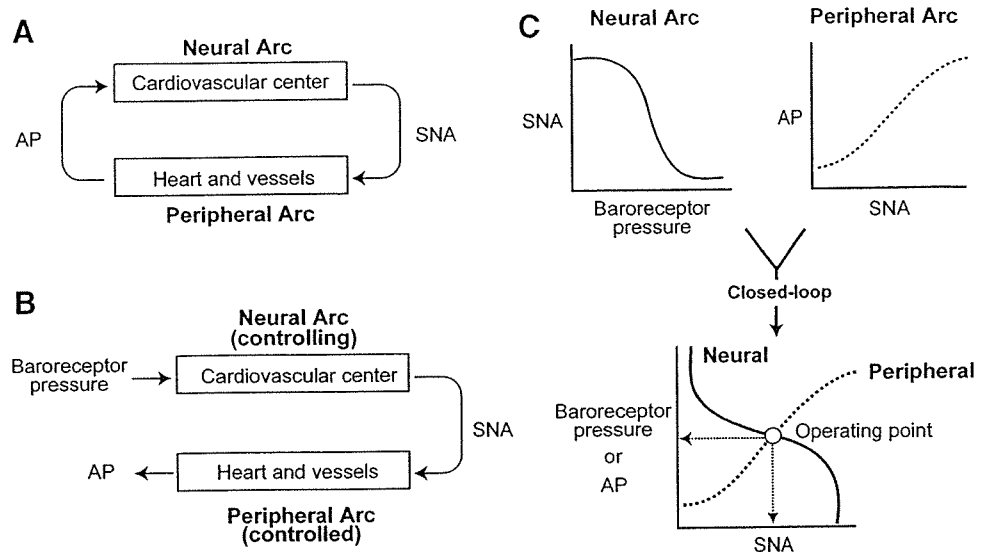 A
Neural Arc
Cardiovascular center
AP
SNA
Heart and vessels
Peripheral Arc
B
Neural Arc
(controlling)
Baroreceptor
pressure
Cardiovascular center
SNA
AP
Heart and vessels
Peripheral Arc
(controlled)
C
Neural Arc
Peripheral Arc
SNA
Baroreceptor
pressure
AP
SNA
Closed-loop
Neural
Peripheral
Baroreceptor
pressure
or
AP
Operating point
SNA